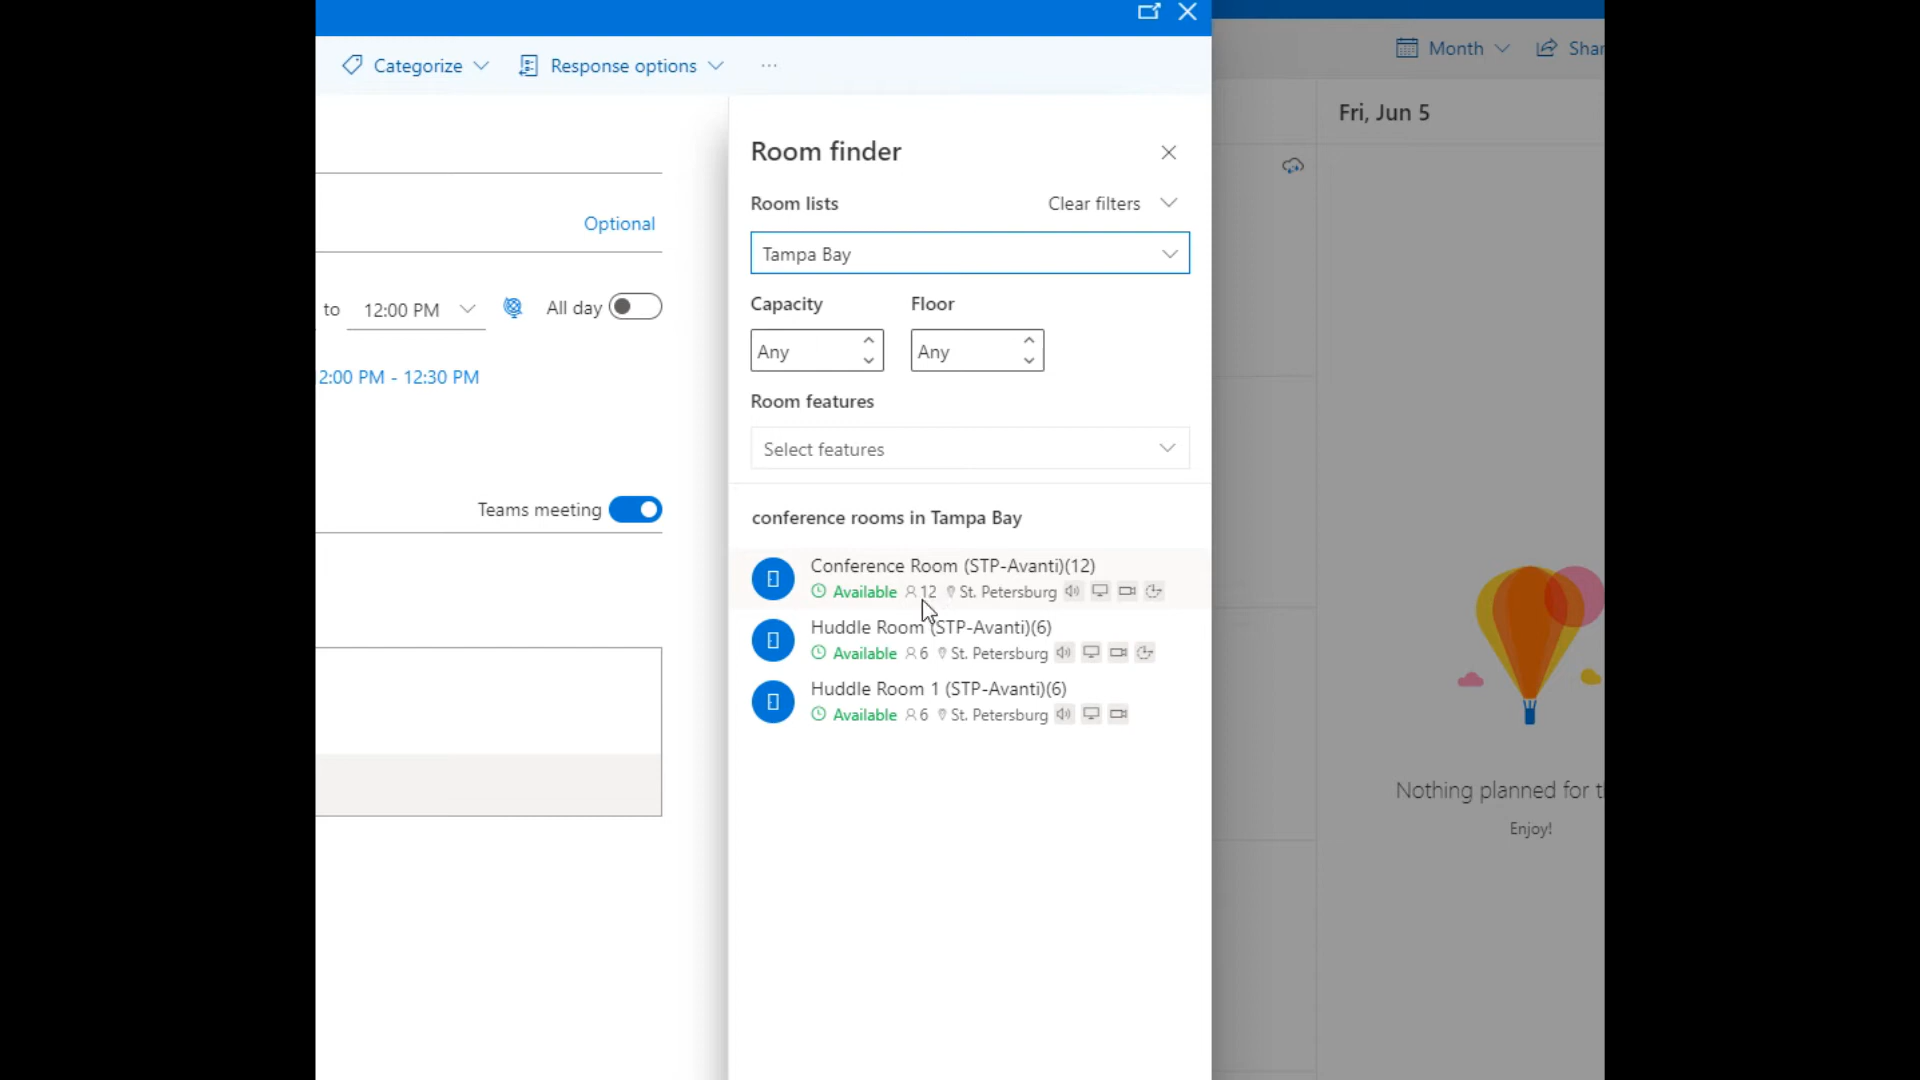 Categorize
Response options
...
Month
Shar
Fri, Jun 5
Room finder
Room lists
Clear filters
Tampa Bay
Optional
Capacity
Floor
to
12:00 PM
All day
Any
Any
2:00 PM - 12:30 PM
Room features
Select features
Teams meeting
conference rooms in Tampa Bay
Conference Room (STP-Avanti)(12)
Available 12 St. Petersburg
Huddle Room (STP-Avanti)(6)
Available 6 St. Petersburg
Huddle Room 1 (STP-Avanti)(6)
Available 6 St. Petersburg
Nothing planned for t
Enjoy!